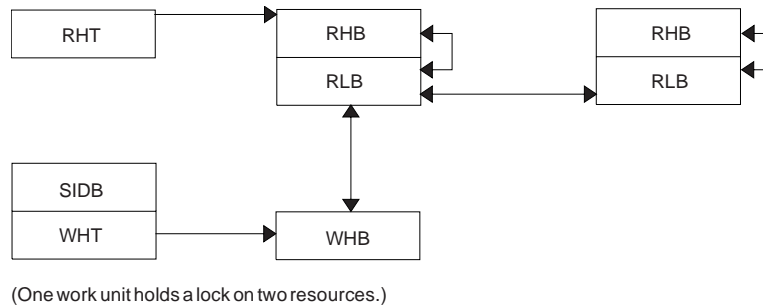 RHT
RHB
RHB
RLB
RLB
SIDB
WHT
WHB
(One work unit holds a lock on two resources.)